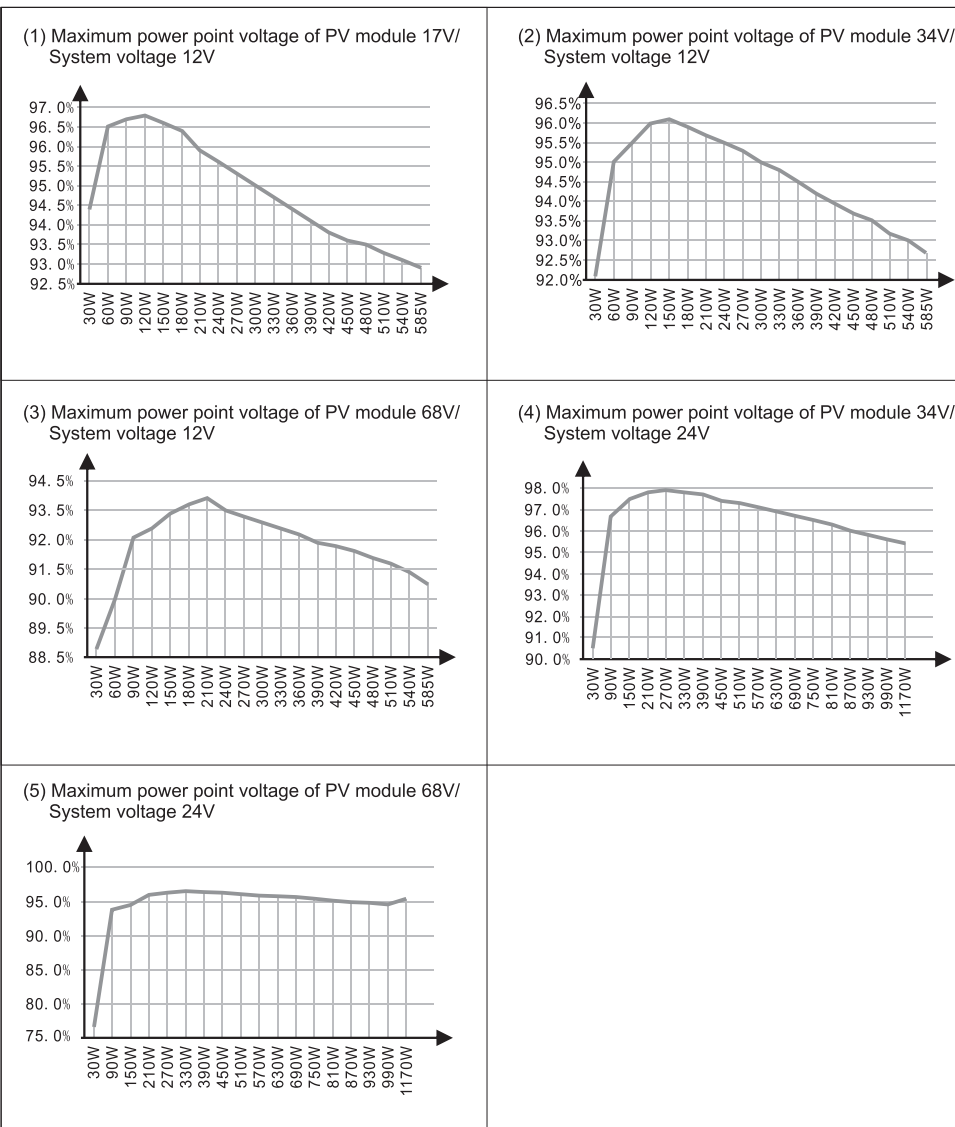 (1) Maximum power point voltage of PV module 17V/
System voltage 12V
97. 0%
96. 5%
96. 0%
95. 5%
95. 0%
94. 5%
94. 0%
93. 5%
93. 0%
92. 5%
30W 60W 90W 120W 150W 180W 210W 240W 270W 300W 330W 360W 390W 420W 450W 480W 510W 540W 585W
(2) Maximum power point voltage of PV module 34V/
System voltage 12V
96.5%
96.0%
95.5%
95.0%
94.5%
94.0%
93.5%
93.0%
92.5%
92.0%
30W 60W 90W 120W 150W 180W 210W 240W 270W 300W 330W 360W 390W 420W 450W 480W 510W 540W 585W
(3) Maximum power point voltage of PV module 68V/
System voltage 12V
94. 5%
93. 5%
92. 0%
91. 5%
90. 0%
89. 5%
88. 5%
30W 60W 90W 120W 150W 180W 210W 240W 270W 300W 330W 360W 390W 420W 450W 480W 510W 540W 585W
(4) Maximum power point voltage of PV module 34V/
System voltage 24V
98. 0%
97. 0%
96. 0%
95. 0%
94. 0%
93. 0%
92. 0%
91. 0%
90. 0%
30W 90W 150W 210W 270W 330W 390W 450W 510W 570W 630W 690W 750W 810W 870W 930W 990W 1170W
(5) Maximum power point voltage of PV module 68V/
System voltage 24V
100. 0%
95. 0%
90. 0%
85. 0%
80. 0%
75. 0%
30W 90W 150W 210W 270W 330W 390W 450W 510W 570W 630W 690W 750W 810W 870W 930W 990W 1170W